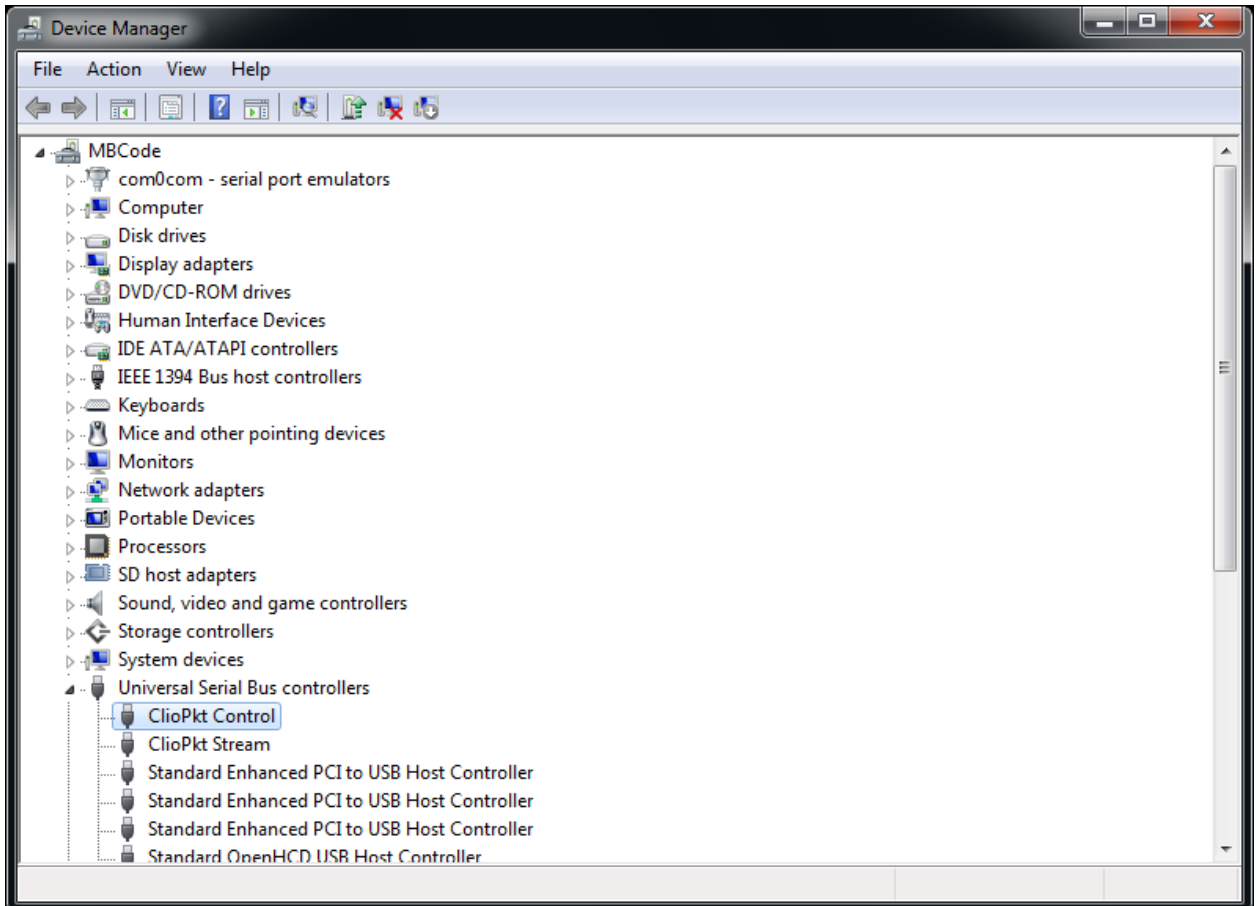 Device Manager
File Action View Help
MBCode
com0com - serial port emulators
Computer
Disk drives
Display adapters
DVD/CD-ROM drives
Human Interface Devices
IDE ATA/ATAPI controllers
IEEE 1394 Bus host controllers
Keyboards
Mice and other pointing devices
Monitors
Network adapters
Portable Devices
Processors
SD host adapters
Sound, video and game controllers
Storage controllers
System devices
Universal Serial Bus controllers
ClioPkt Control
ClioPkt Stream
Standard Enhanced PCI to USB Host Controller
Standard Enhanced PCI to USB Host Controller
Standard Enhanced PCI to USB Host Controller
Standard OpenHCD USB Host Controller